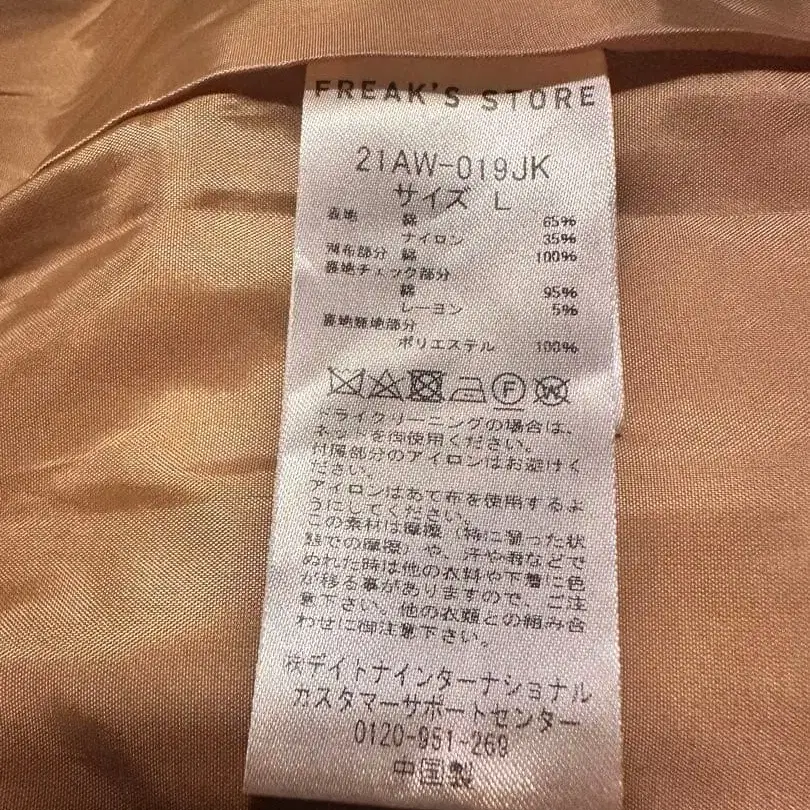 FREAK'S STORE
21AW-019JK
サイズ L
表地 綿 65%
ナイロン 35%
別布部分 綿 100%
裏地チェック部分
綿 95%
レーヨン 5%
裏地無地部分
ポリエステル 100%
F W
ドライクリーニングの場合は、
ネットを御使用ください。
付属部分のアイロンはお避けく
ださい。
アイロンはあて布を使用するよ
うにしてください。
この素材は摩擦(特に湿った状
態での摩擦)や、汗や雨などで
ぬれた時は他の衣料や下着に色
が移る事がありますので、ご注
意下さい。他の衣類との組み合
わせに御注意下さい。
㈱デイトナインターナショナル
カスタマーサポートセンター
0120-951-269
中国製